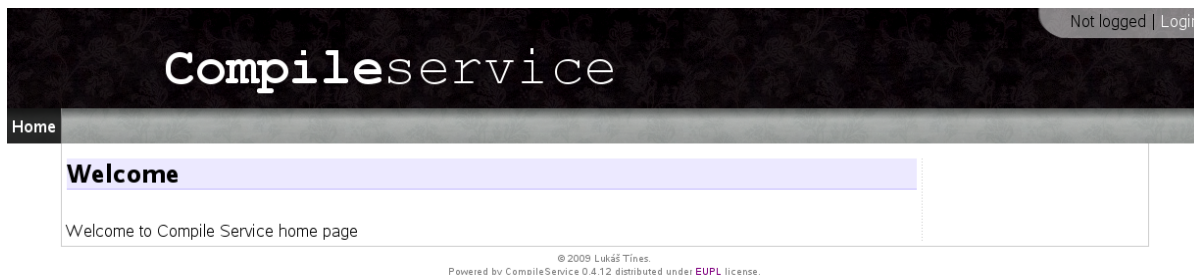 Not logged | Login
Compileservice
Home
Welcome
Welcome to Compile Service home page
© 2009 Lukáš Tínes.
Powered by CompileService 0.4.12 distributed under EUPL license.